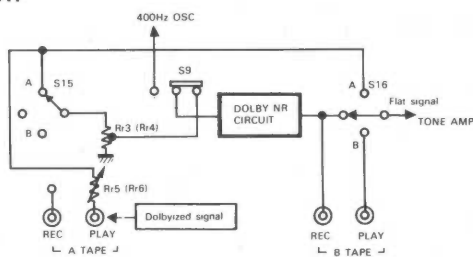 400Hz OSC
A
S15
B
S9
DOLBY NR
CIRCUIT
A
S16
Flat signal
TONE AMP
B
Rr3 (Rr4)
Rr5 (Rr6)
Dolbyized signal
REC
PLAY
A TAPE
REC
PLAY
B TAPE